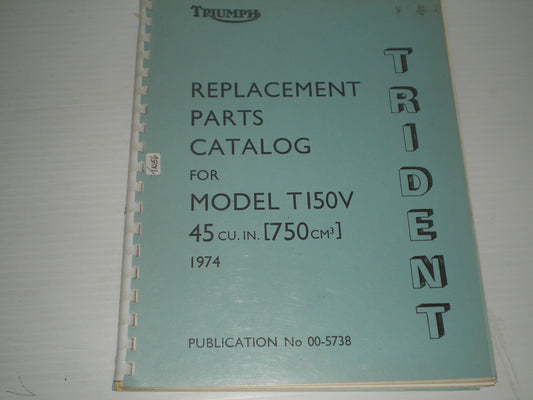 TRIUMPH
REPLACEMENT
PARTS
CATALOG
FOR
MODEL T150V
45 CU. IN. [750 CM³]
1974
PUBLICATION No 00-5738
TRIDENT